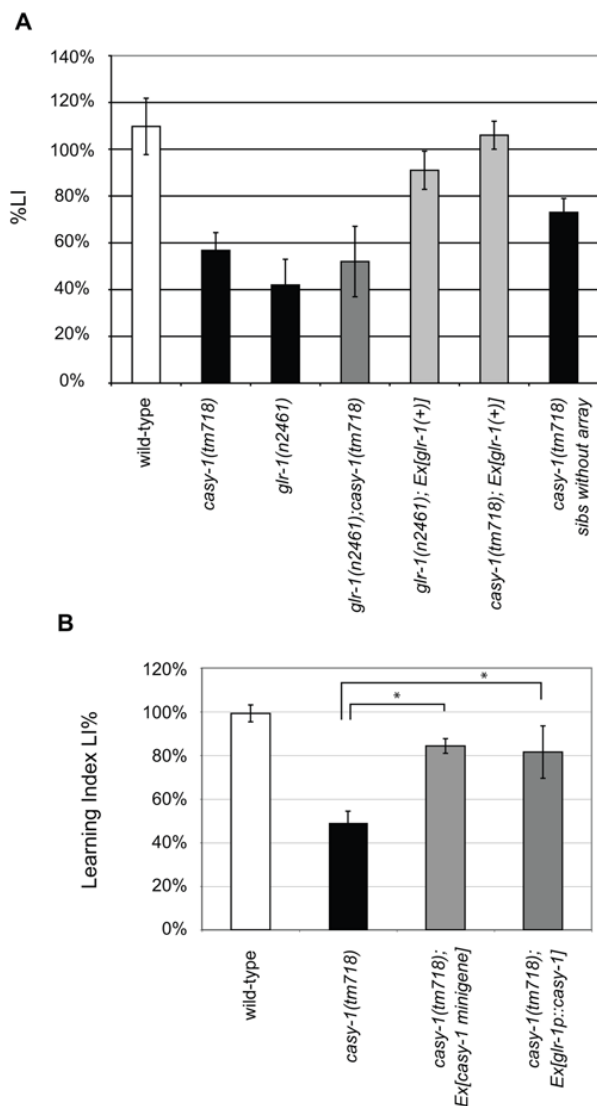 A
140%
120%
100%
80%
60%
40%
20%
0%
%LI
wild-type
casy-1(tm718)
glr-1(n2461)
glr-1(n2461);casy-1(tm718)
glr-1(n2461); Ex[glr-1(+)]
casy-1(tm718); Ex[glr-1(+)]
casy-1(tm718)
sibs without array
B
120%
100%
80%
60%
40%
20%
0%
Learning Index LI%
*
*
wild-type
casy-1(tm718)
casy-1(tm718);
Ex[casy-1 minigene]
casy-1(tm718);
Ex[glr-1p::casy-1]